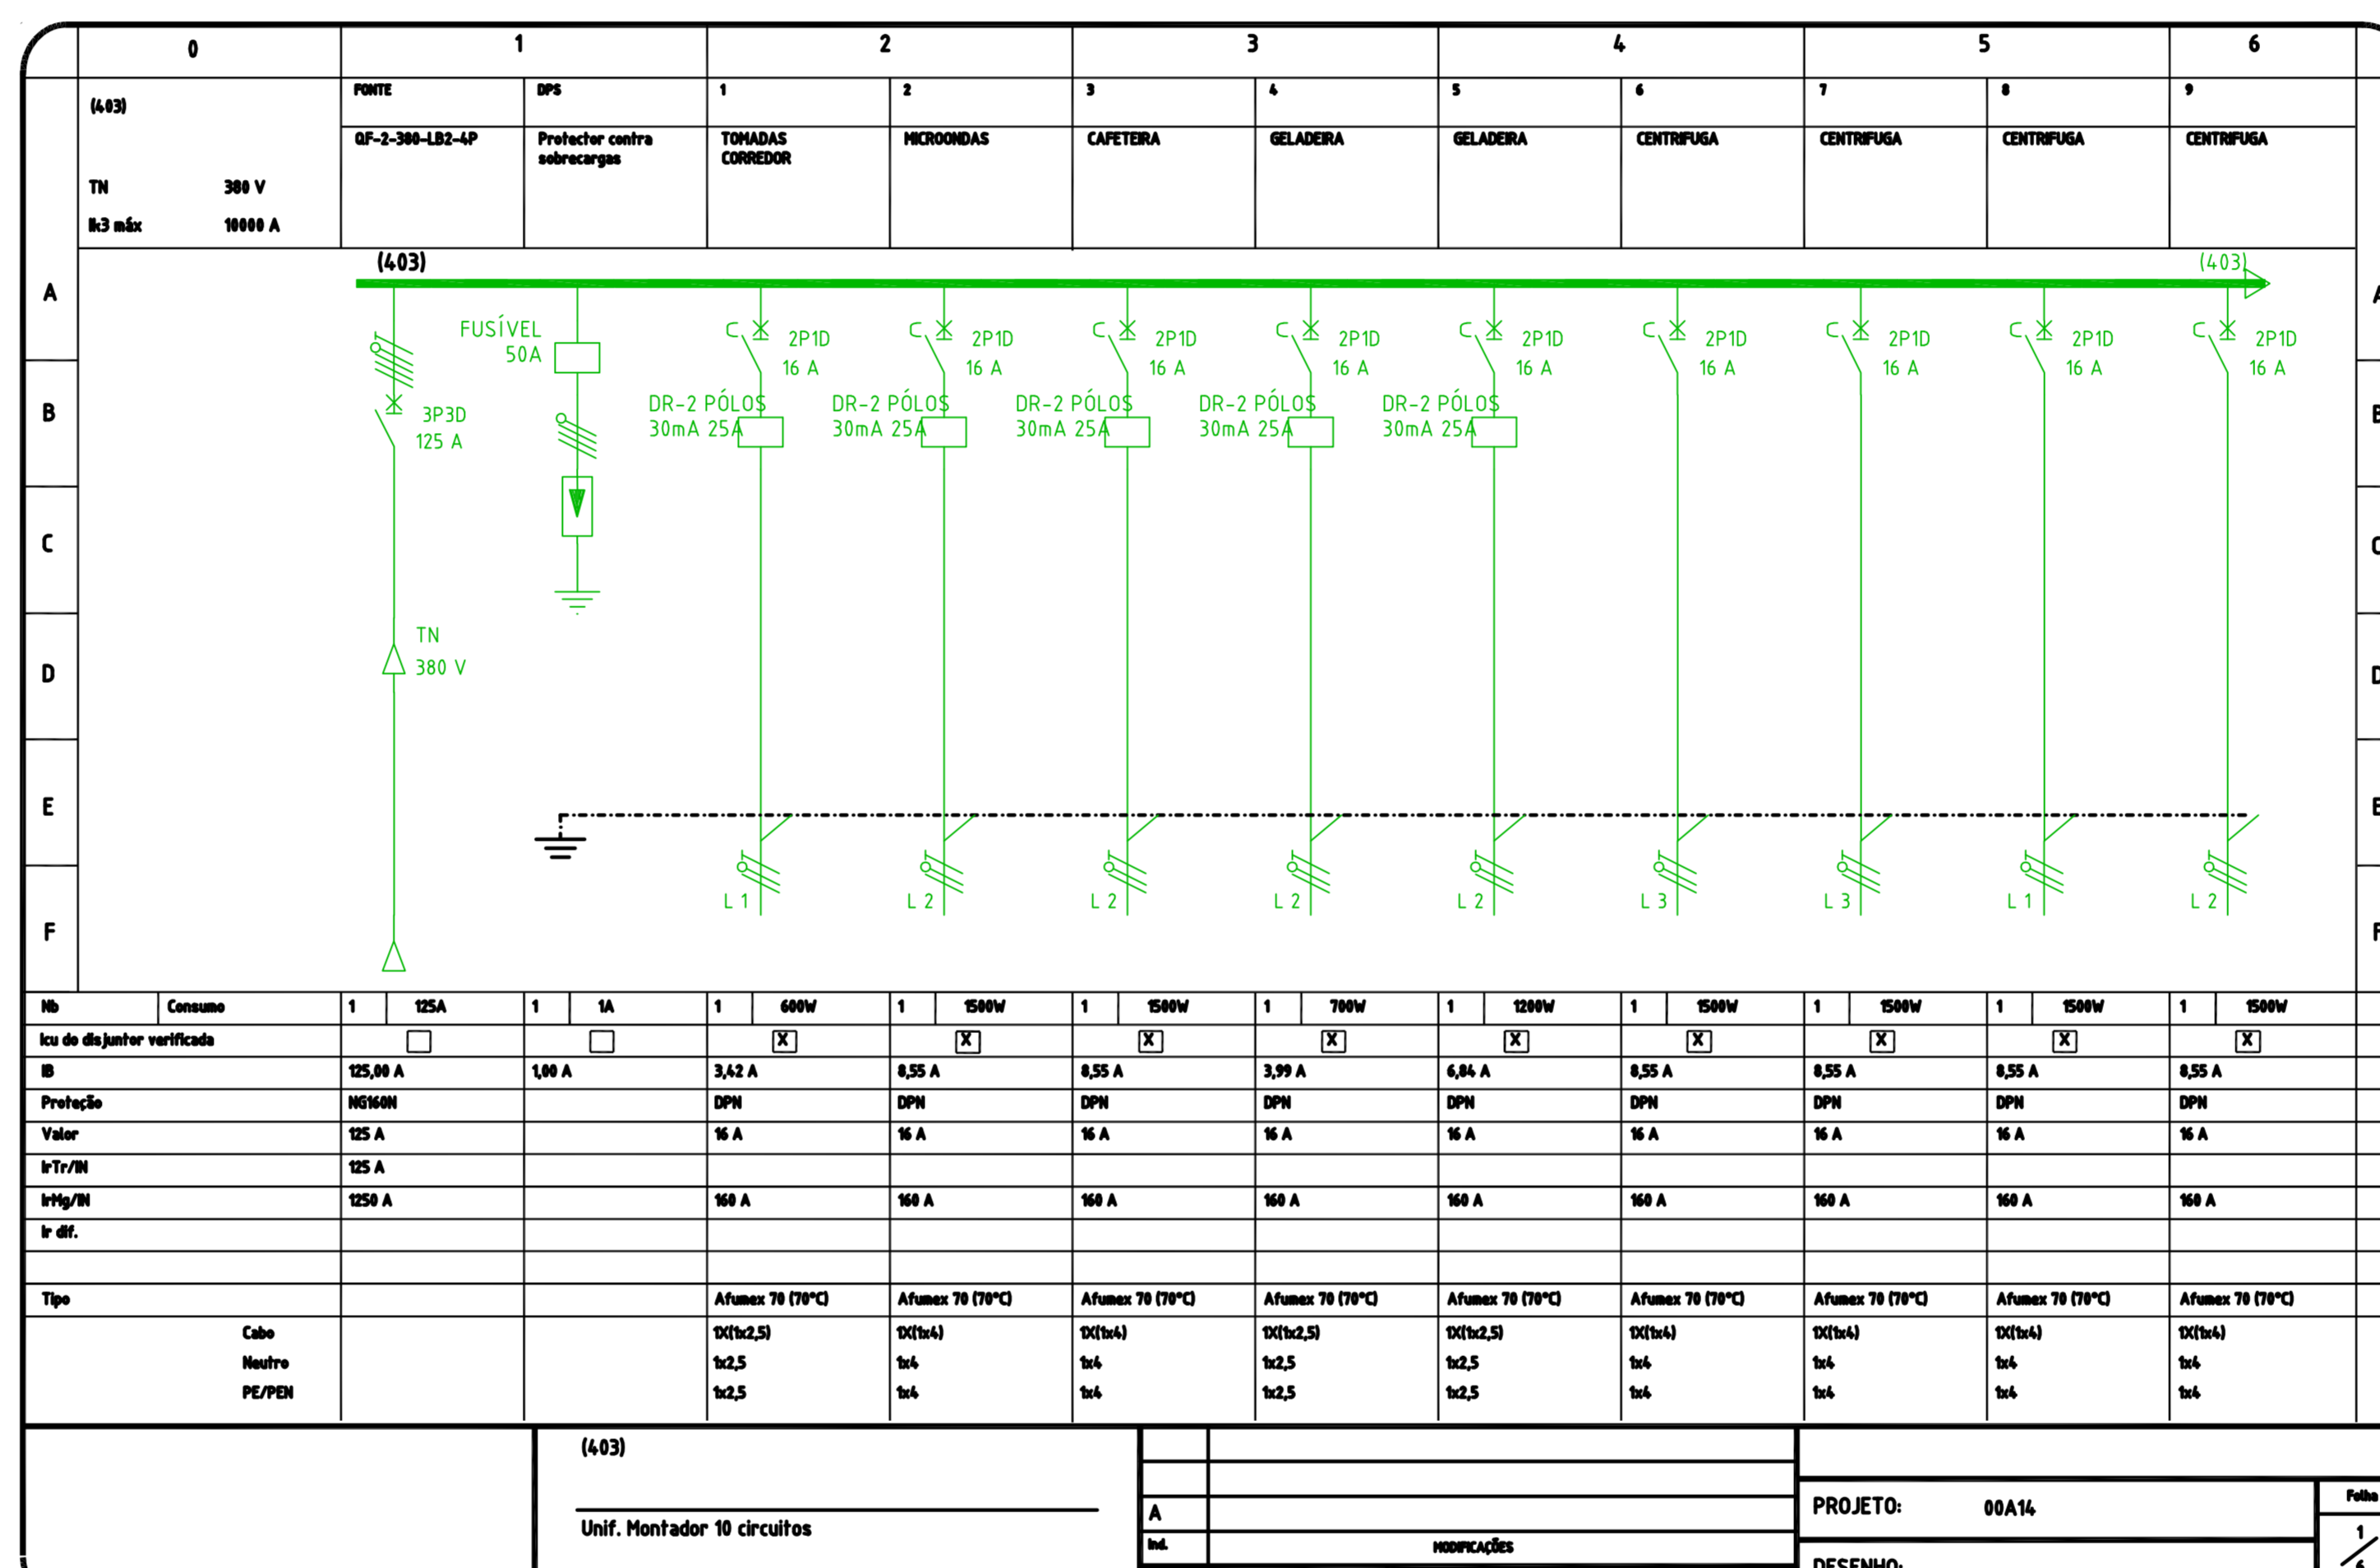 0 1 2 3 4 5 6
(403) FONTE DPS 1 2 3 4 5 6 7 8 9
QF-2-380-LB2-4P Protector contra TOMADAS MICROONDAS CAFETEIRA GELADEIRA GELADEIRA CENTRIFUGA CENTRIFUGA CENTRIFUGA CENTRIFUGA
sobrecargas CORREDOR
TN 380 V
Ik3 máx 10000 A
(403) (403)
A
FUSÍVEL 2P1D 2P1D 2P1D 2P1D 2P1D 2P1D 2P1D 2P1D 2P1D
50A 16 A 16 A 16 A 16 A 16 A 16 A 16 A 16 A 16 A
DR-2 PÓLOS DR-2 PÓLOS DR-2 PÓLOS DR-2 PÓLOS DR-2 PÓLOS
B 3P3D 30mA 25A 30mA 25A 30mA 25A 30mA 25A 30mA 25A
125 A
C
TN
D 380 V
E
L 1 L 2 L 2 L 2 L 2 L 3 L 3 L 1 L 2
F
Nb Consumo 1 125A 1 1A 1 600W 1 1500W 1 1500W 1 700W 1 1200W 1 1500W 1 1500W 1 1500W 1 1500W
Icu do disjuntor verificada X X X X X X X X X
IB 125,00 A 1,00 A 3,42 A 8,55 A 8,55 A 3,99 A 6,84 A 8,55 A 8,55 A 8,55 A 8,55 A
Proteção NG160N DPN DPN DPN DPN DPN DPN DPN DPN DPN
Valor 125 A 16 A 16 A 16 A 16 A 16 A 16 A 16 A 16 A 16 A
IrTr/IN 125 A
IrMg/IN 1250 A 160 A 160 A 160 A 160 A 160 A 160 A 160 A 160 A 160 A
Ir dif.
Tipo Afumex 70 (70°C) Afumex 70 (70°C) Afumex 70 (70°C) Afumex 70 (70°C) Afumex 70 (70°C) Afumex 70 (70°C) Afumex 70 (70°C) Afumex 70 (70°C) Afumex 70 (70°C)
Cabo 1X(1x2,5) 1X(1x4) 1X(1x4) 1X(1x2,5) 1X(1x2,5) 1X(1x4) 1X(1x4) 1X(1x4) 1X(1x4)
Neutro 1x2,5 1x4 1x4 1x2,5 1x2,5 1x4 1x4 1x4 1x4
PE/PEN 1x2,5 1x4 1x4 1x2,5 1x2,5 1x4 1x4 1x4 1x4
(403)
Unif. Montador 10 circuitos
A
Ind. MODIFICAÇÕES
PROJETO: 00A14
Folha
1
DESENHO: